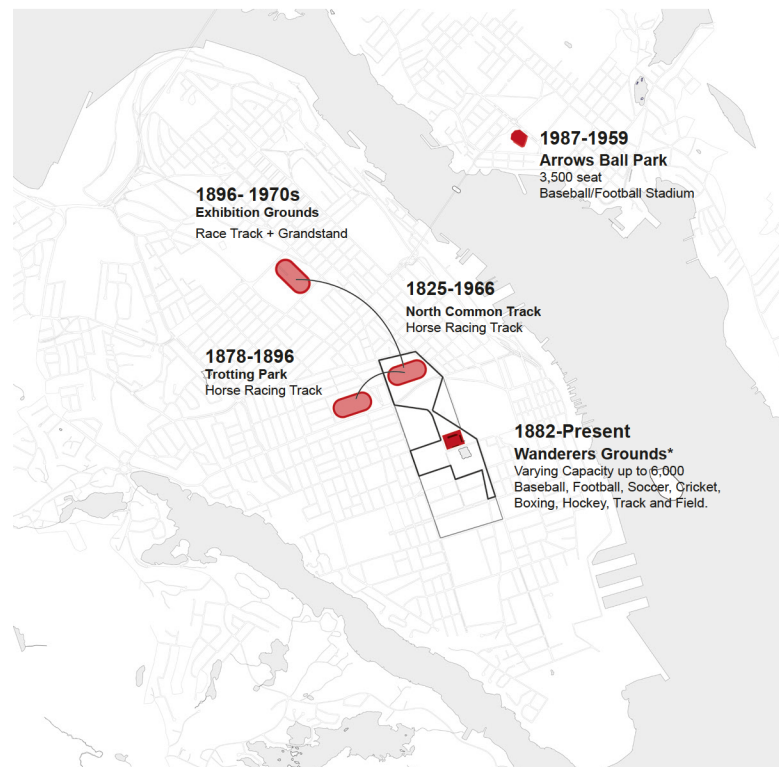 1987-1959
Arrows Ball Park
3,500 seat
Baseball/Football Stadium
1896- 1970s
Exhibition Grounds
Race Track + Grandstand
1825-1966
North Common Track
Horse Racing Track
1878-1896
Trotting Park
Horse Racing Track
1882-Present
Wanderers Grounds*
Varying Capacity up to 6,000
Baseball, Football, Soccer, Cricket,
Boxing, Hockey, Track and Field.